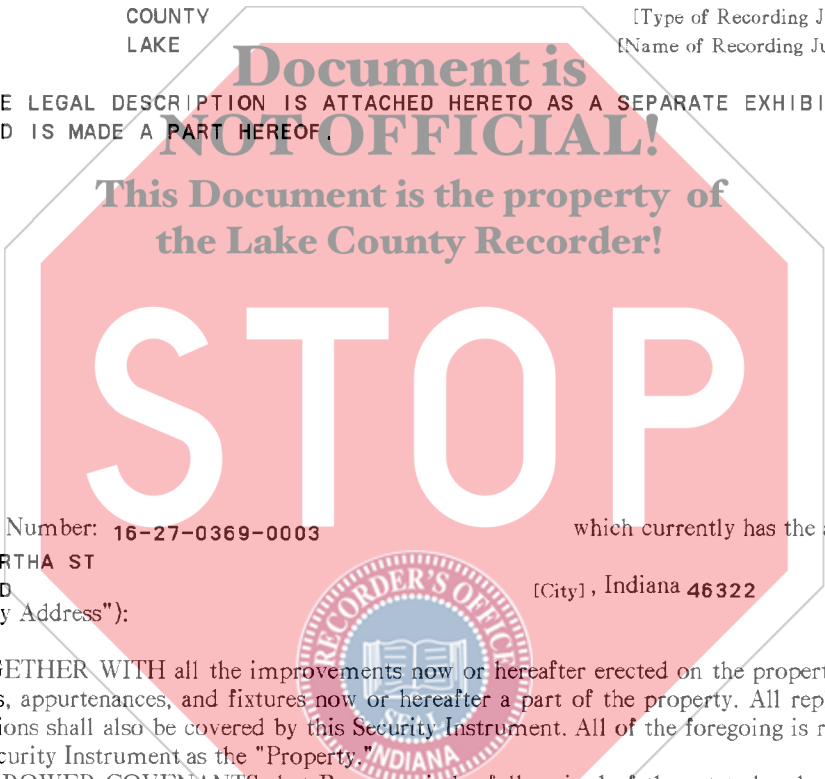 COUNTY [Type of Recording J
LAKE [Name of Recording Ju
Document is
E LEGAL DESCRIPTION IS ATTACHED HERETO AS A SEPARATE EXHIBI
D IS MADE A PART HEREOF.
NOT OFFICIAL!
This Document is the property of
the Lake County Recorder!
STOP
Number: 16-27-0369-0003 which currently has the a
RTHA ST
D [City], Indiana 46322
y Address"):
RECORDER'S OFFICE
GETHER WITH all the improvements now or hereafter erected on the propert
s, appurtenances, and fixtures now or hereafter a part of the property. All rep
ions shall also be covered by this Security Instrument. All of the foregoing is r
SEAL
curity Instrument as the "Property."
INDIANA